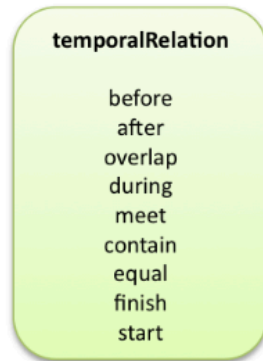 temporalRelation
before
after
overlap
during
meet
contain
equal
finish
start